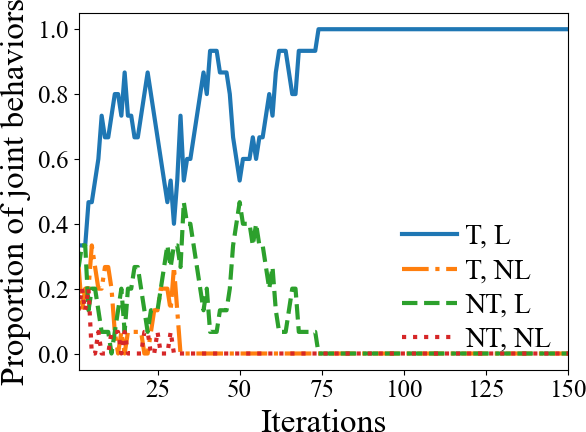 Proportion of joint behaviors
1.0
0.8
0.6
0.4
0.2
0.0
T, L
T, NL
NT, L
NT, NL
25 50 75 100 125 150
Iterations